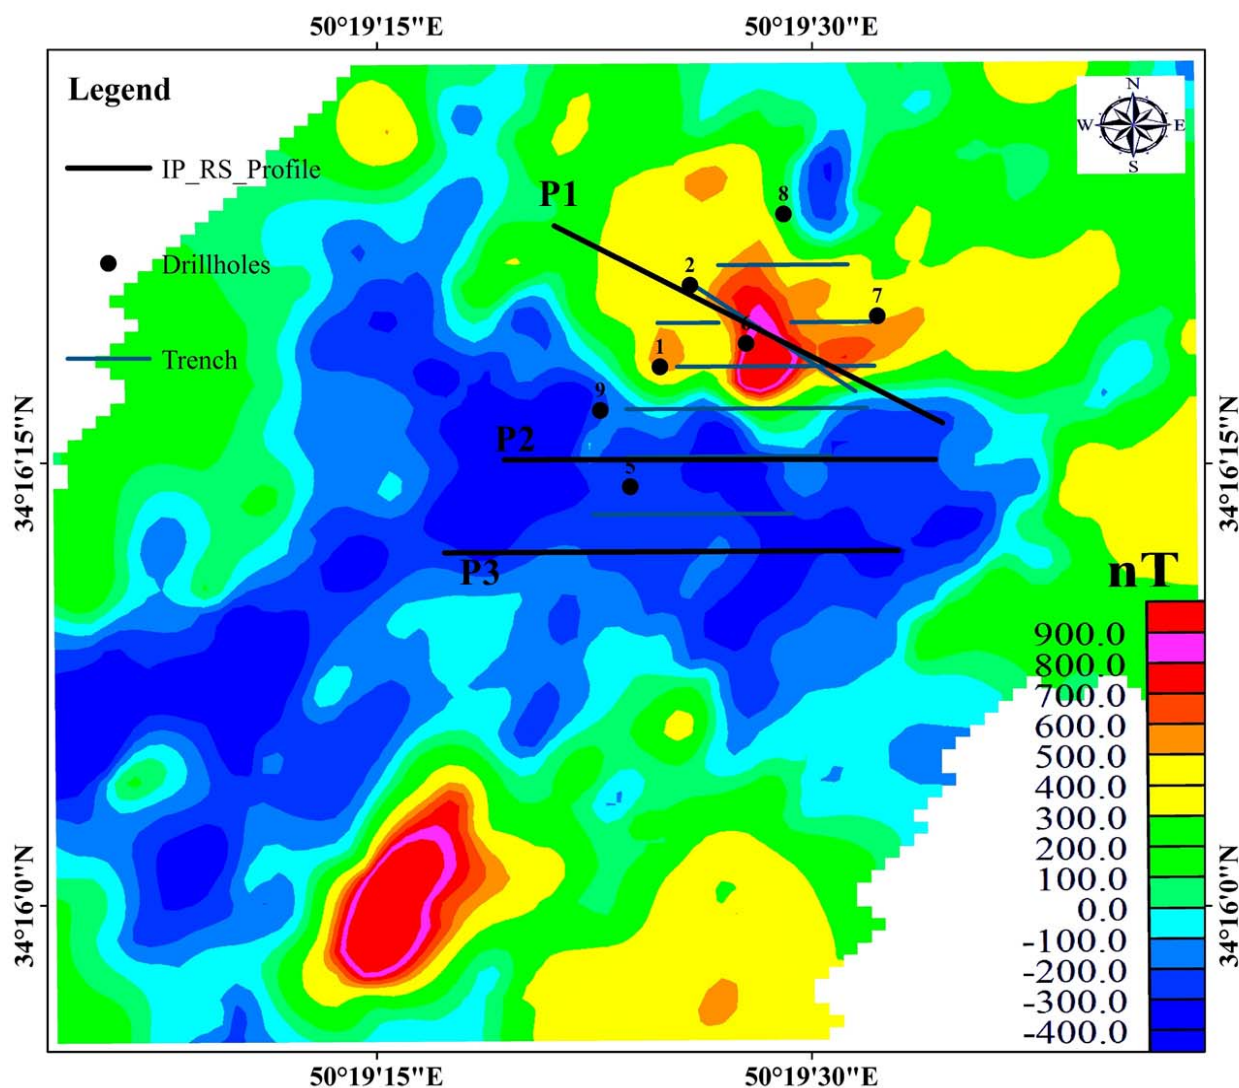 50°19'15"E
50°19'30"E
Legend
N
W
E
S
IP_RS_Profile
P1
8
Drillholes
2
7
6
1
Trench
9
P2
34°16'15"N
34°16'15"N
5
P3
nT
900.0
800.0
700.0
600.0
500.0
400.0
300.0
200.0
100.0
0.0
-100.0
-200.0
-300.0
-400.0
34°16'0"N
34°16'0"N
50°19'15"E
50°19'30"E